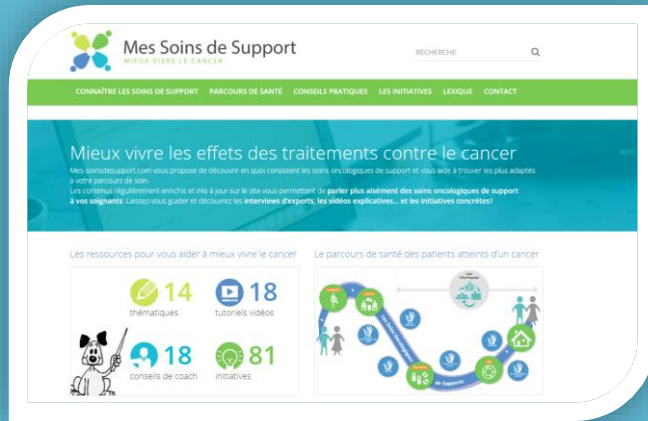 Mes Soins de Support
MIEUX VIVRE LE CANCER
RECHERCHE
CONNAÎTRE LES SOINS DE SUPPORT PARCOURS DE SANTÉ CONSEILS PRATIQUES LES INITIATIVES LEXIQUE CONTACT
Mieux vivre les effets des traitements contre le cancer
Mes-soinsdesupport.com vous propose de découvrir en quoi consistent les soins oncologiques de support et vous aide à trouver les plus adaptés
à votre parcours de soin.
Les contenus régulièrement enrichis et mis à jour sur le site vous permettent de parler plus aisément des soins oncologiques de support
à vos soignants. Laissez-vous guider et découvrez les interviews d'experts, les vidéos explicatives... et les initiatives concrètes!
Les ressources pour vous aider à mieux vivre le cancer
14
thématiques
18
tutoriels vidéos
18
conseils de coach
81
initiatives
Le parcours de santé des patients atteints d'un cancer
Les Soins Oncologiques
de Supports